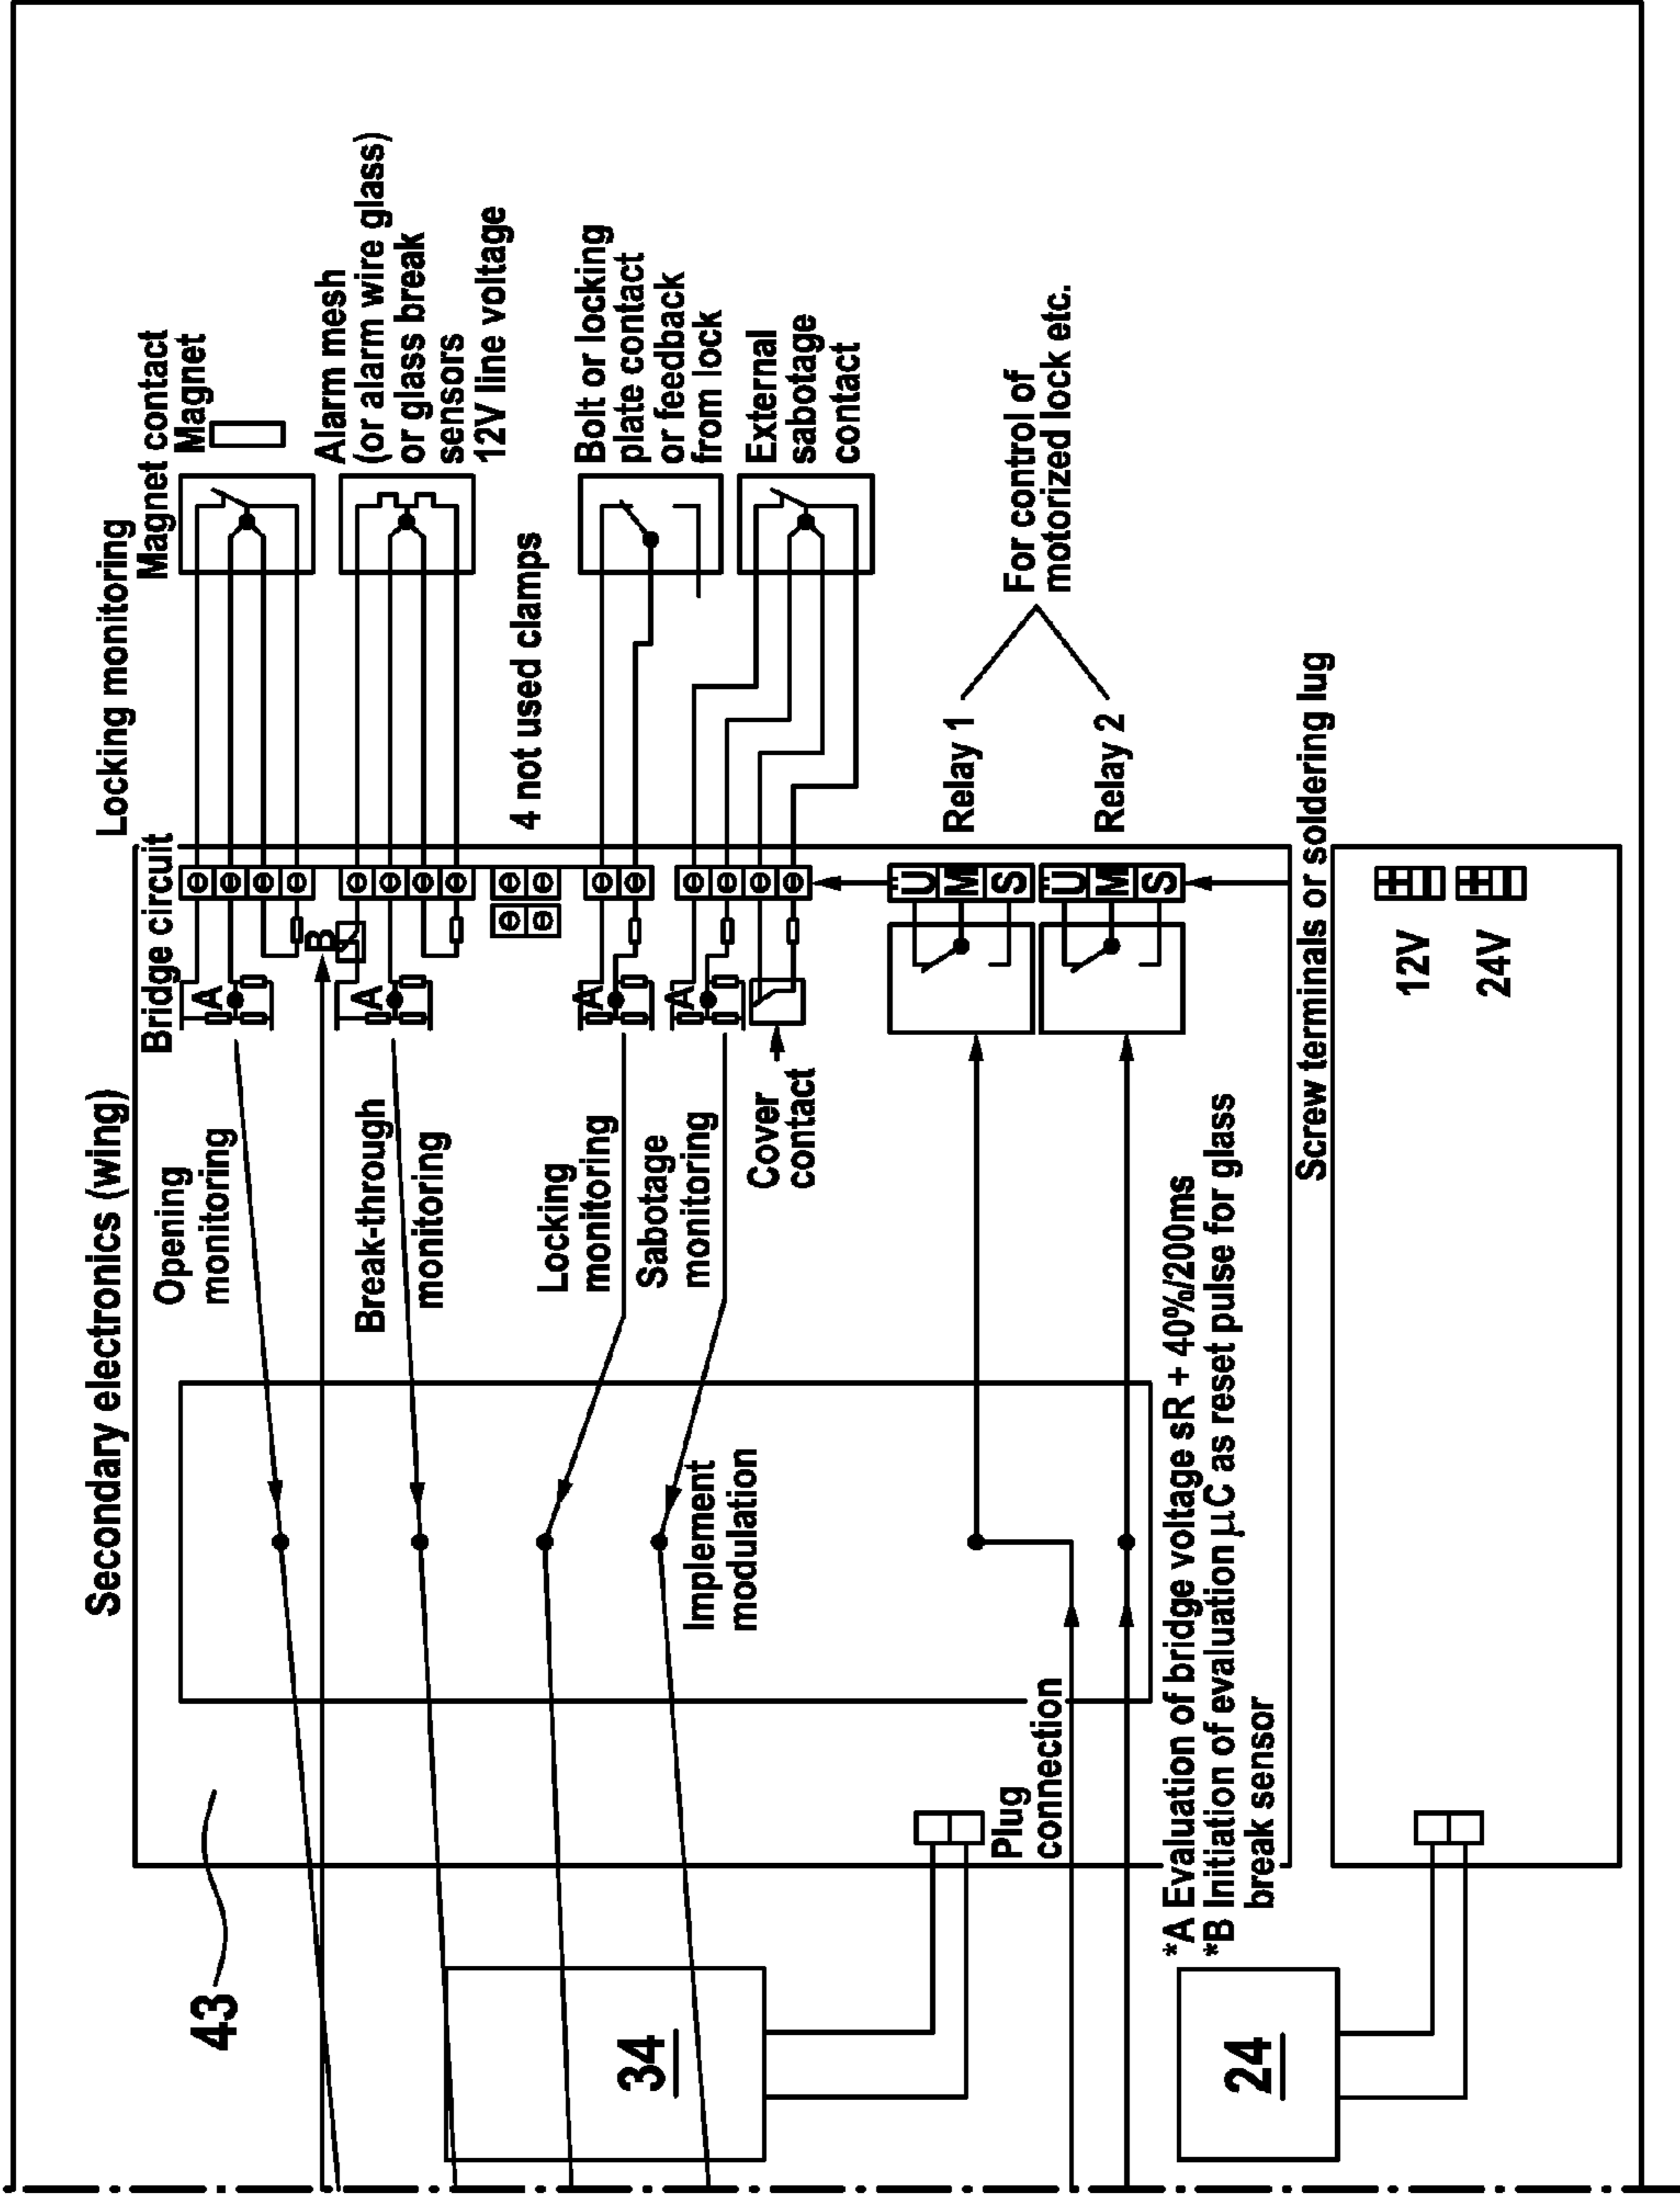 Secondary electronics (wing)
Locking monitoring
Bridge circuit
Magnet contact
Magnet
Opening
monitoring
A
B
Alarm mesh
(or alarm wire glass)
or glass break
sensors
12V line voltage
Break-through
monitoring
A
4 not used clamps
Locking
monitoring
A
Bolt or locking
plate contact
or feedback
from lock
Sabotage
monitoring
A
External
sabotage
contact
Implement
modulation
Cover
contact
U
M
S
Relay 1
U
M
S
Relay 2
For control of
motorized lock etc.
Plug
connection
*A Evaluation of bridge voltage sR + 40%/200ms
*B Initiation of evaluation µC as reset pulse for glass
break sensor
Screw terminals or soldering lug
12V
24V
43
34
24